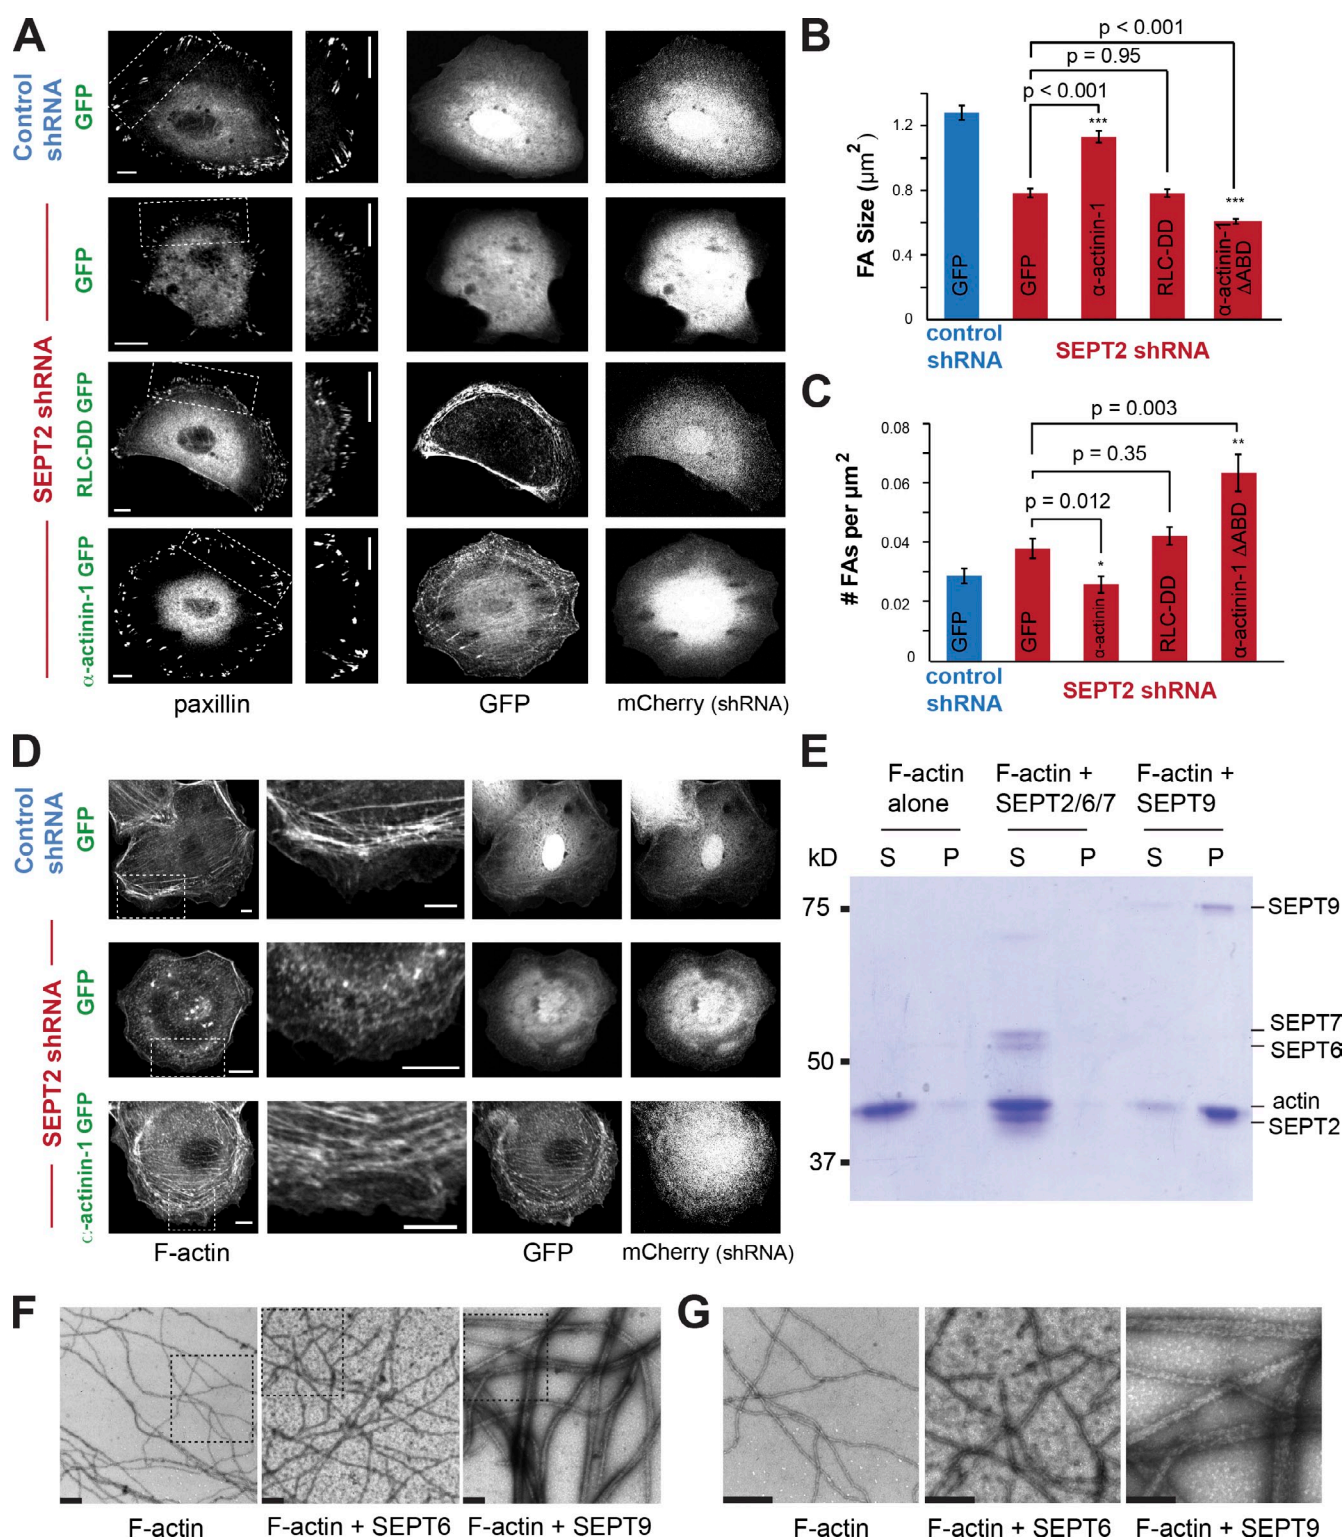 A
Control
shRNA
GFP
SEPT2 shRNA
GFP
RLC-DD GFP
α-actinin-1 GFP
paxillin
GFP
mCherry (shRNA)
B
p < 0.001
p = 0.95
p < 0.001
FA Size (μm²)
1.2
0.8
0.4
0
***
***
GFP
GFP
α-actinin-1
RLC-DD
α-actinin-1
ΔABD
control
shRNA
SEPT2 shRNA
C
p = 0.003
p = 0.35
p = 0.012
# FAs per μm²
0.08
0.06
0.04
0.02
0
*
**
GFP
GFP
α-actinin
RLC-DD
α-actinin-1 ΔABD
control
shRNA
SEPT2 shRNA
D
Control
shRNA
GFP
SEPT2 shRNA
GFP
α-actinin-1 GFP
F-actin
GFP
mCherry (shRNA)
E
F-actin
alone
F-actin +
SEPT2/6/7
F-actin +
SEPT9
kD
S
P
S
P
S
P
75
50
37
SEPT9
SEPT7
SEPT6
actin
SEPT2
F
F-actin
F-actin + SEPT6
F-actin + SEPT9
G
F-actin
F-actin + SEPT6
F-actin + SEPT9